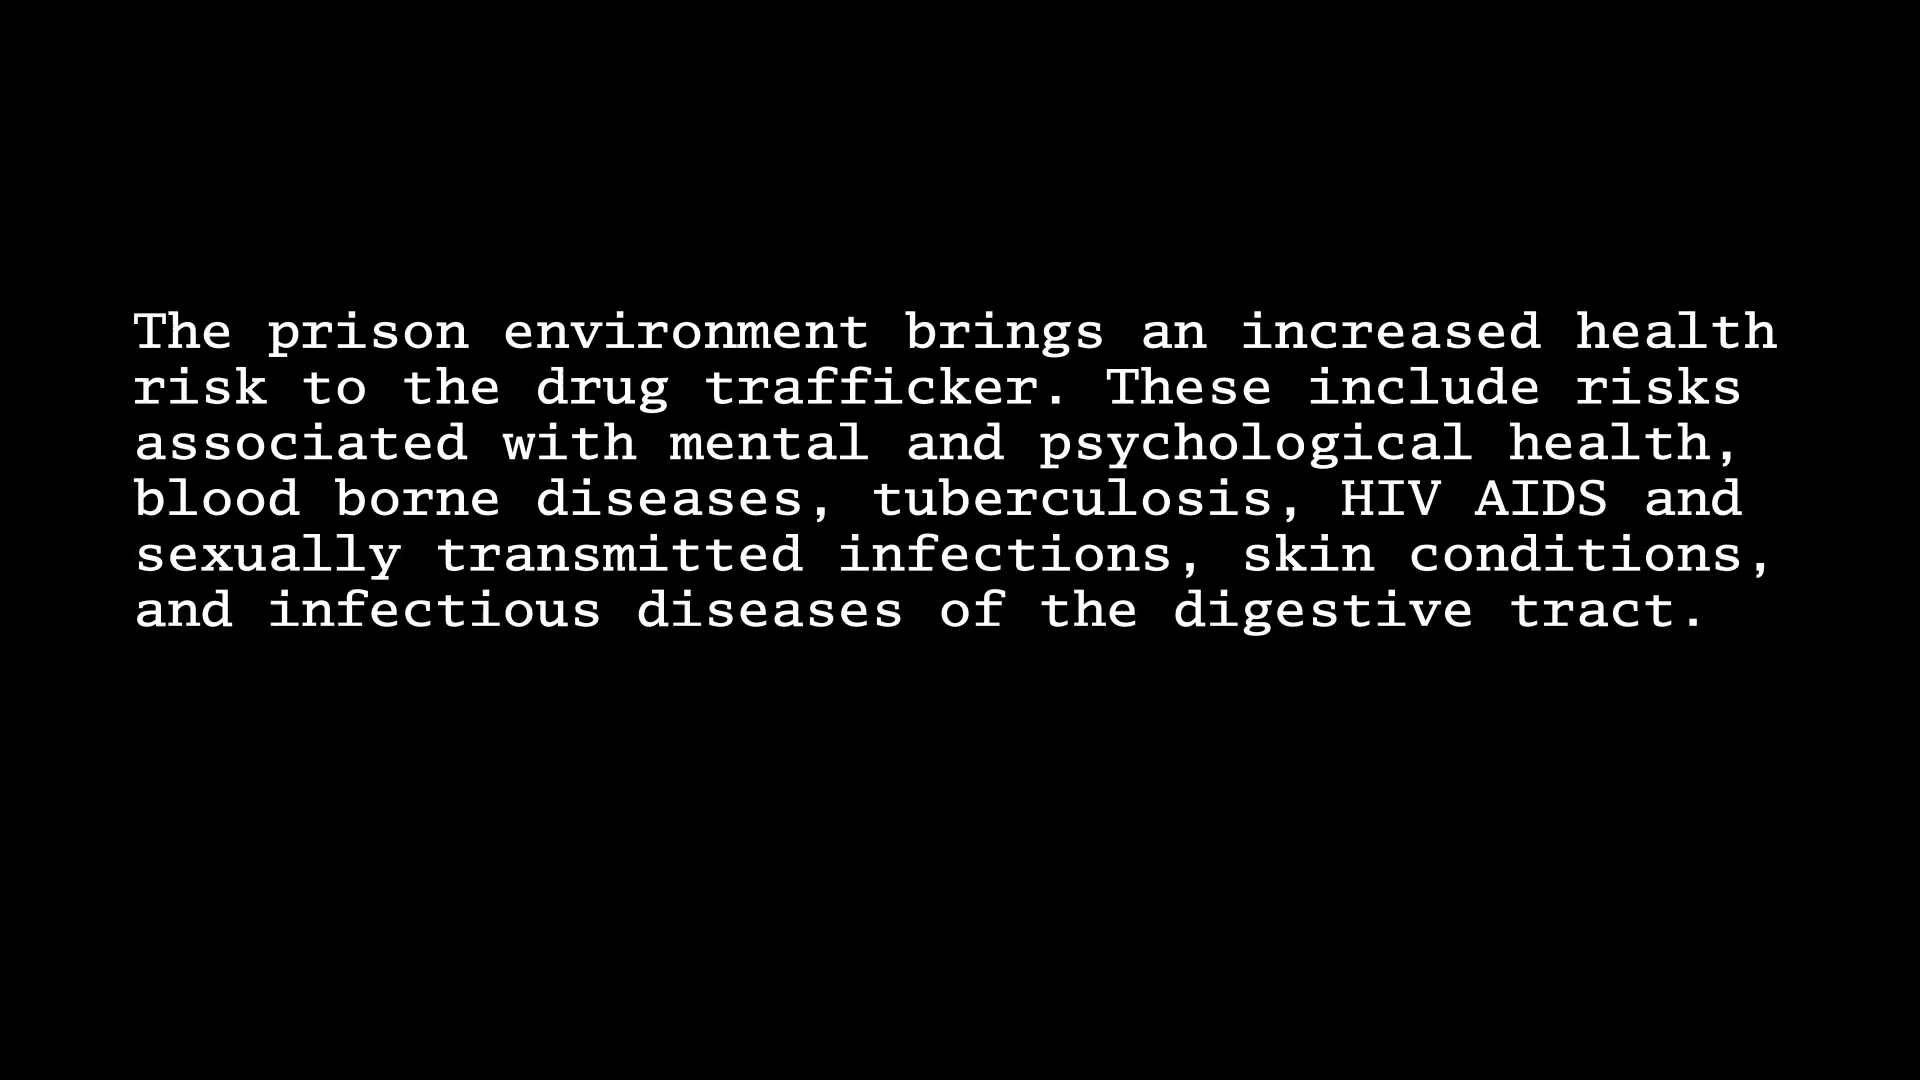 The prison environment brings an increased health
risk to the drug trafficker. These include risks
associated with mental and psychological health,
blood borne diseases, tuberculosis, HIV AIDS and
sexually transmitted infections, skin conditions,
and infectious diseases of the digestive tract.